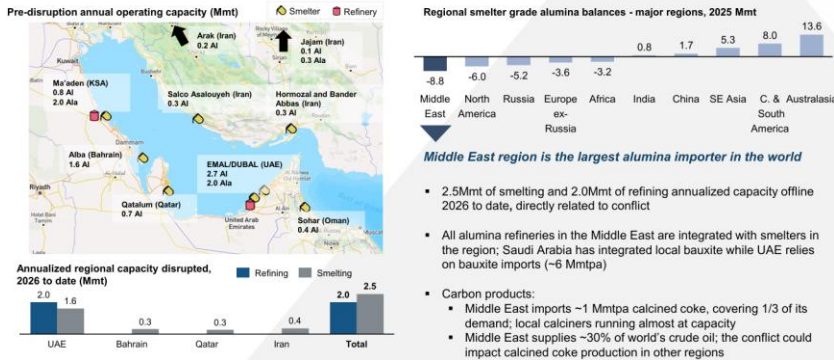 Pre-disruption annual operating capacity (Mmt)
Smelter
Refinery
Arak (Iran)
0.2 Al
Jajarm (Iran)
0.1 Al
0.3 Ala
Kuwait
Bushehr
Ma'aden (KSA)
0.8 Al
2.0 Ala
Salco Asalouyeh (Iran)
0.3 Al
Hormozal and Bander
Abbas (Iran)
0.3 Al
Dammam
Alba (Bahrain)
1.6 Al
EMAL/DUBAL (UAE)
2.7 Al
2.0 Ala
Riyadh
Qatalum (Qatar)
0.7 Al
United Arab
Emirates
Sohar (Oman)
0.4 Al
Muscat
Annualized regional capacity disrupted,
2026 to date (Mmt)
Refining
Smelting
2.0
1.6
0.3
0.3
0.4
2.0
2.5
UAE
Bahrain
Qatar
Iran
Total
Regional smelter grade alumina balances - major regions, 2025 Mmt
-8.8
-6.0
-5.2
-3.6
-3.2
0.8
1.7
5.3
8.0
13.6
Middle East
North America
Russia
Europe ex-Russia
Africa
India
China
SE Asia
C. & South America
Australasia
Middle East region is the largest alumina importer in the world
▪ 2.5Mmt of smelting and 2.0Mmt of refining annualized capacity offline
2026 to date, directly related to conflict
▪ All alumina refineries in the Middle East are integrated with smelters in
the region; Saudi Arabia has integrated local bauxite while UAE relies
on bauxite imports (~6 Mmtpa)
▪ Carbon products:
▪ Middle East imports ~1 Mmtpa calcined coke, covering 1/3 of its
demand; local calciners running almost at capacity
▪ Middle East supplies ~30% of world's crude oil; the conflict could
impact calcined coke production in other regions